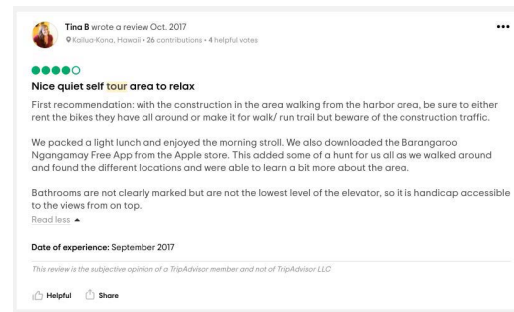 Tina B wrote a review Oct. 2017
Kailua-Kona, Hawaii • 26 contributions • 4 helpful votes
Nice quiet self tour area to relax
First recommendation: with the construction in the area walking from the harbor area, be sure to either
rent the bikes they have all around or make it for walk/ run trail but beware of the construction traffic.
We packed a light lunch and enjoyed the morning stroll. We also downloaded the Barangaroo
Ngangamay Free App from the Apple store. This added some of a hunt for us all as we walked around
and found the different locations and were able to learn a bit more about the area.
Bathrooms are not clearly marked but are not the lowest level of the elevator, so it is handicap accessible
to the views from on top.
Read less
Date of experience: September 2017
This review is the subjective opinion of a TripAdvisor member and not of TripAdvisor LLC
Helpful Share